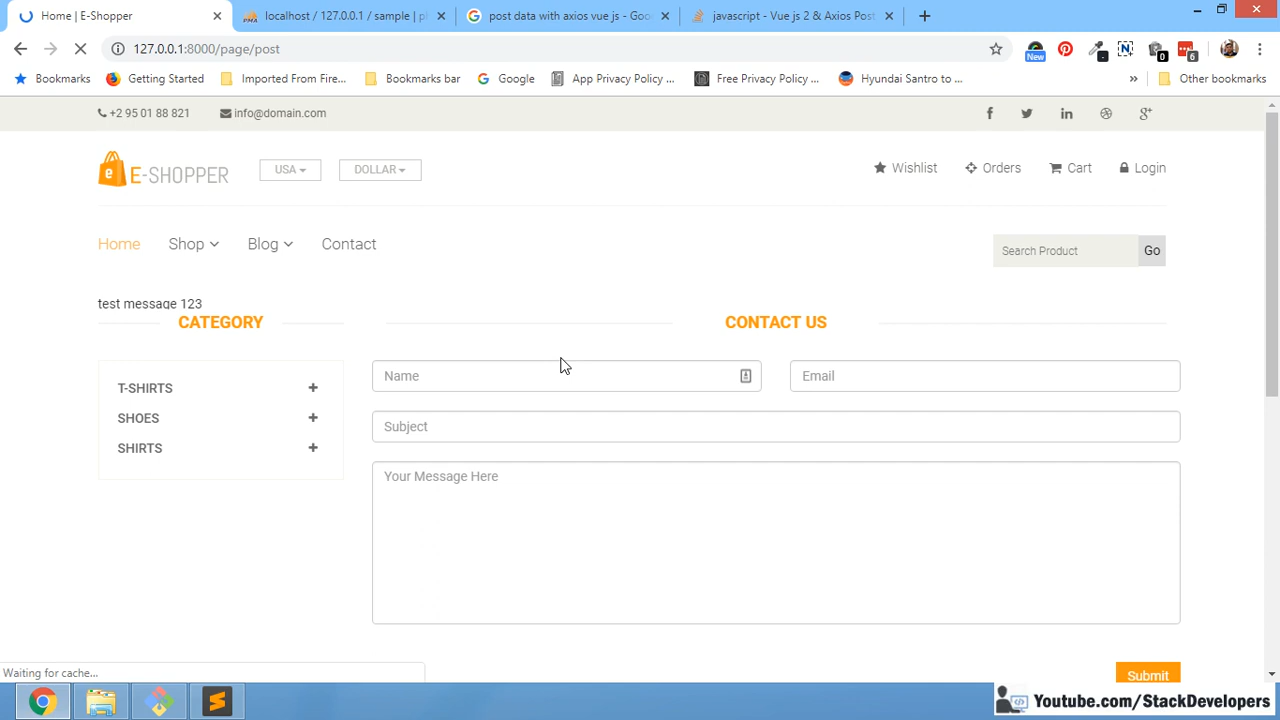 Home | E-Shopper
localhost / 127.0.0.1 / sample | p
post data with axios vue js - Goo
javascript - Vue js 2 & Axios Post
127.0.0.1:8000/page/post
New
0
6
Bookmarks
Getting Started
Imported From Fire...
Bookmarks bar
Google
App Privacy Policy ...
Free Privacy Policy ...
Hyundai Santro to ...
Other bookmarks
+2 95 01 88 821
info@domain.com
E-SHOPPER
USA
DOLLAR
Wishlist
Orders
Cart
Login
Home
Shop
Blog
Contact
Search Product
Go
test message 123
CATEGORY
CONTACT US
T-SHIRTS
SHOES
SHIRTS
Name
Email
Subject
Your Message Here
Submit
Waiting for cache...
Youtube.com/StackDevelopers